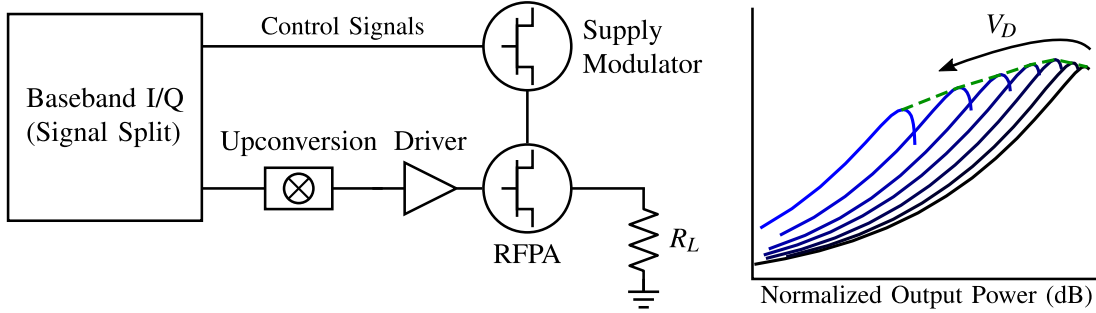 Control Signals
Supply
Modulator
Baseband I/Q
(Signal Split)
Upconversion
Driver
RFPA
R_L
V_D
Normalized Output Power (dB)